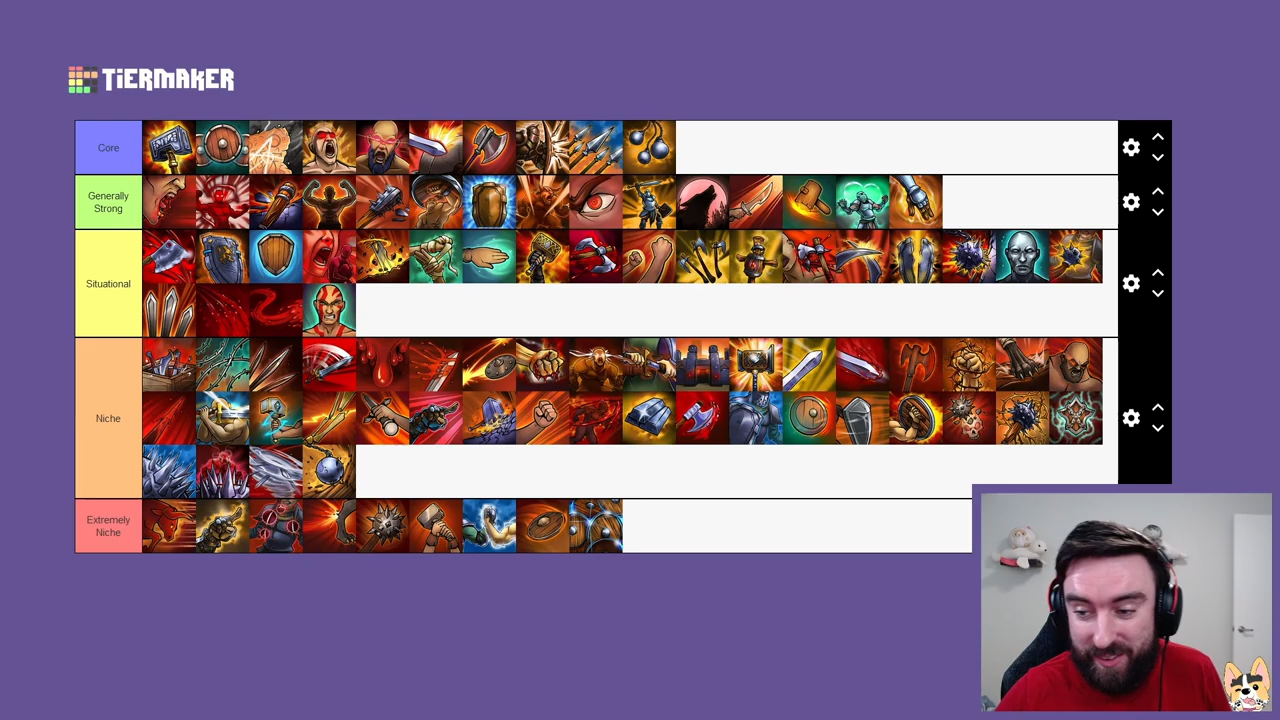 TiERMAKER
Core
Generally
Strong
Situational
Niche
Extremely
Niche